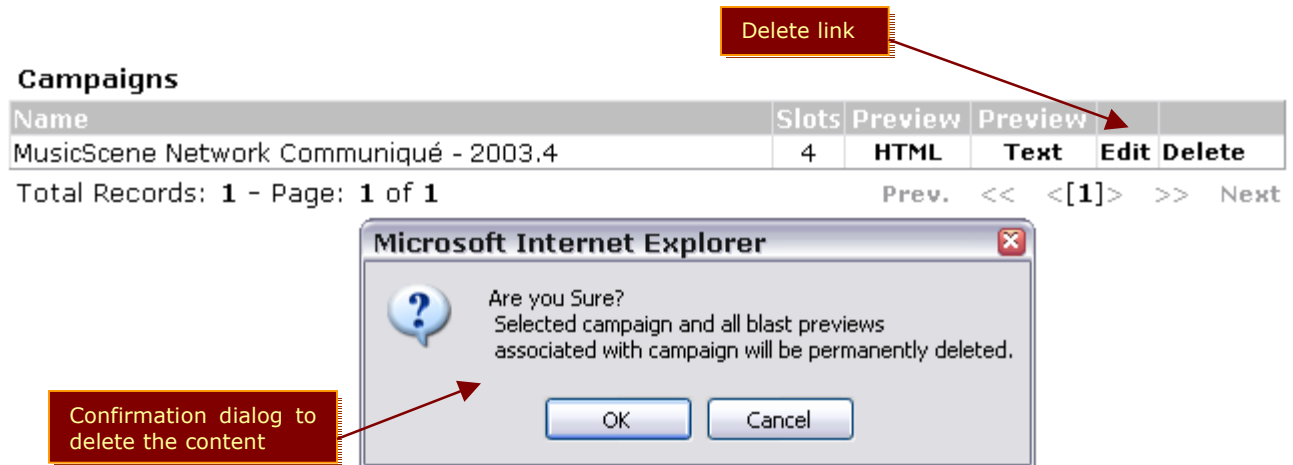 Delete link
Campaigns
Name Slots Preview Preview
MusicScene Network Communiqué - 2003.4 4 HTML Text Edit Delete
Total Records: 1 - Page: 1 of 1 Prev. << <[1]> >> Next
Microsoft Internet Explorer
Are you Sure?
Selected campaign and all blast previews
associated with campaign will be permanently deleted.
OK Cancel
Confirmation dialog to
delete the content